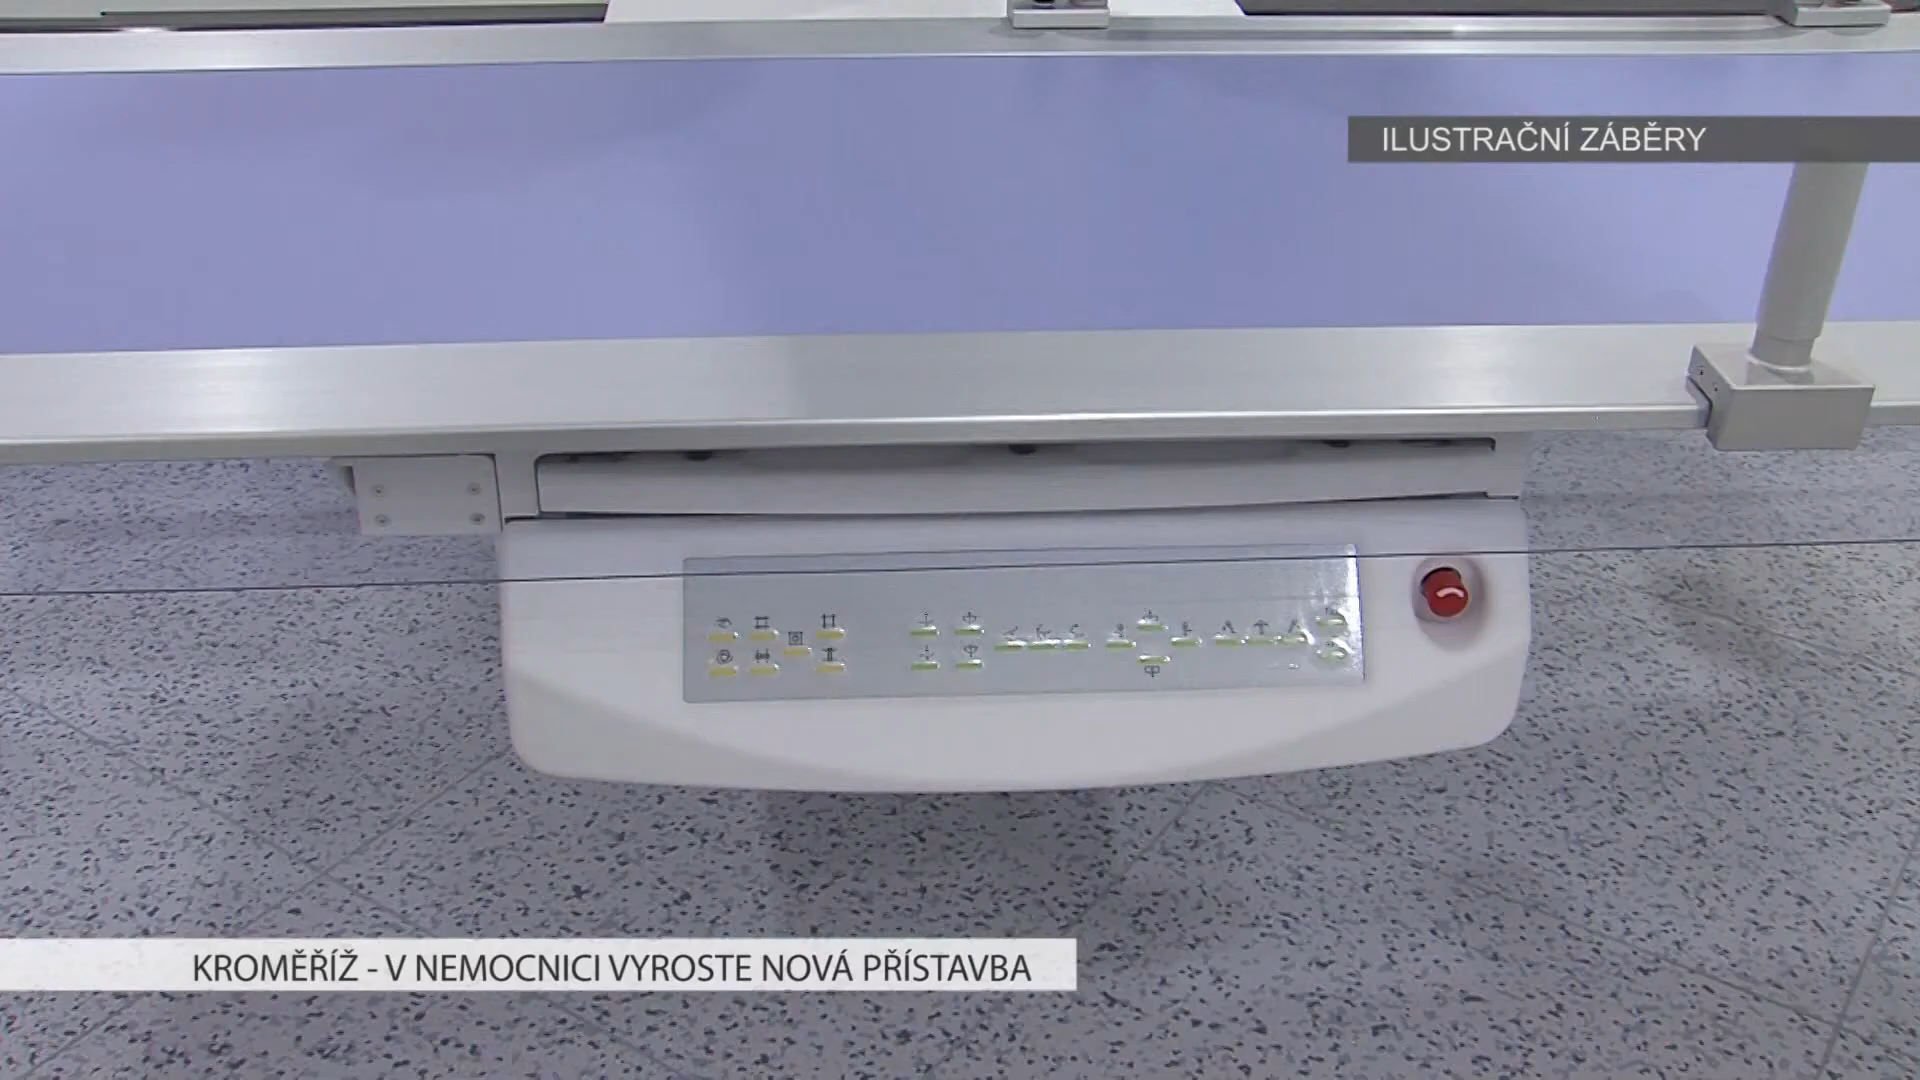 ILUSTRAČNÍ ZÁBĚRY
KROMĚŘÍŽ - V NEMOCNICI VYROSTE NOVÁ PŘÍSTAVBA